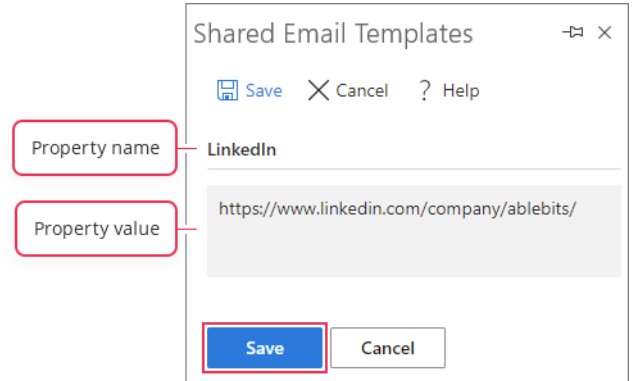 Shared Email Templates
Save Cancel ? Help
Property name
LinkedIn
Property value
https://www.linkedin.com/company/ablebits/
Save Cancel